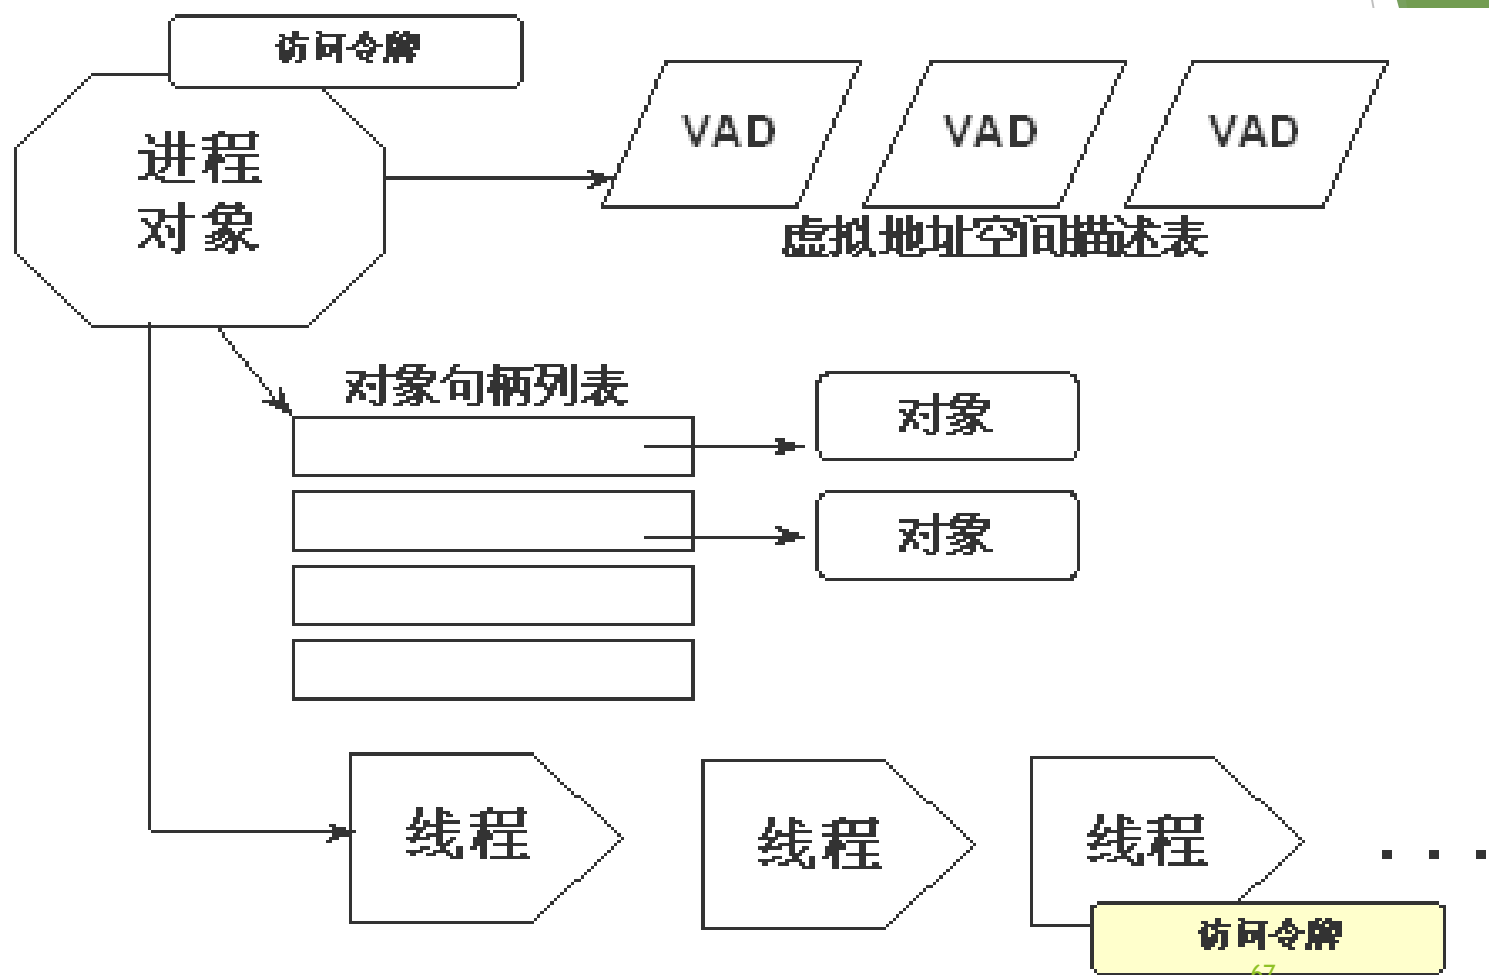 访问令牌
进程
对象
VAD
VAD
VAD
虚拟地址空间描述表
对象句柄列表
对象
对象
线程
线程
线程
. . .
访问令牌
67